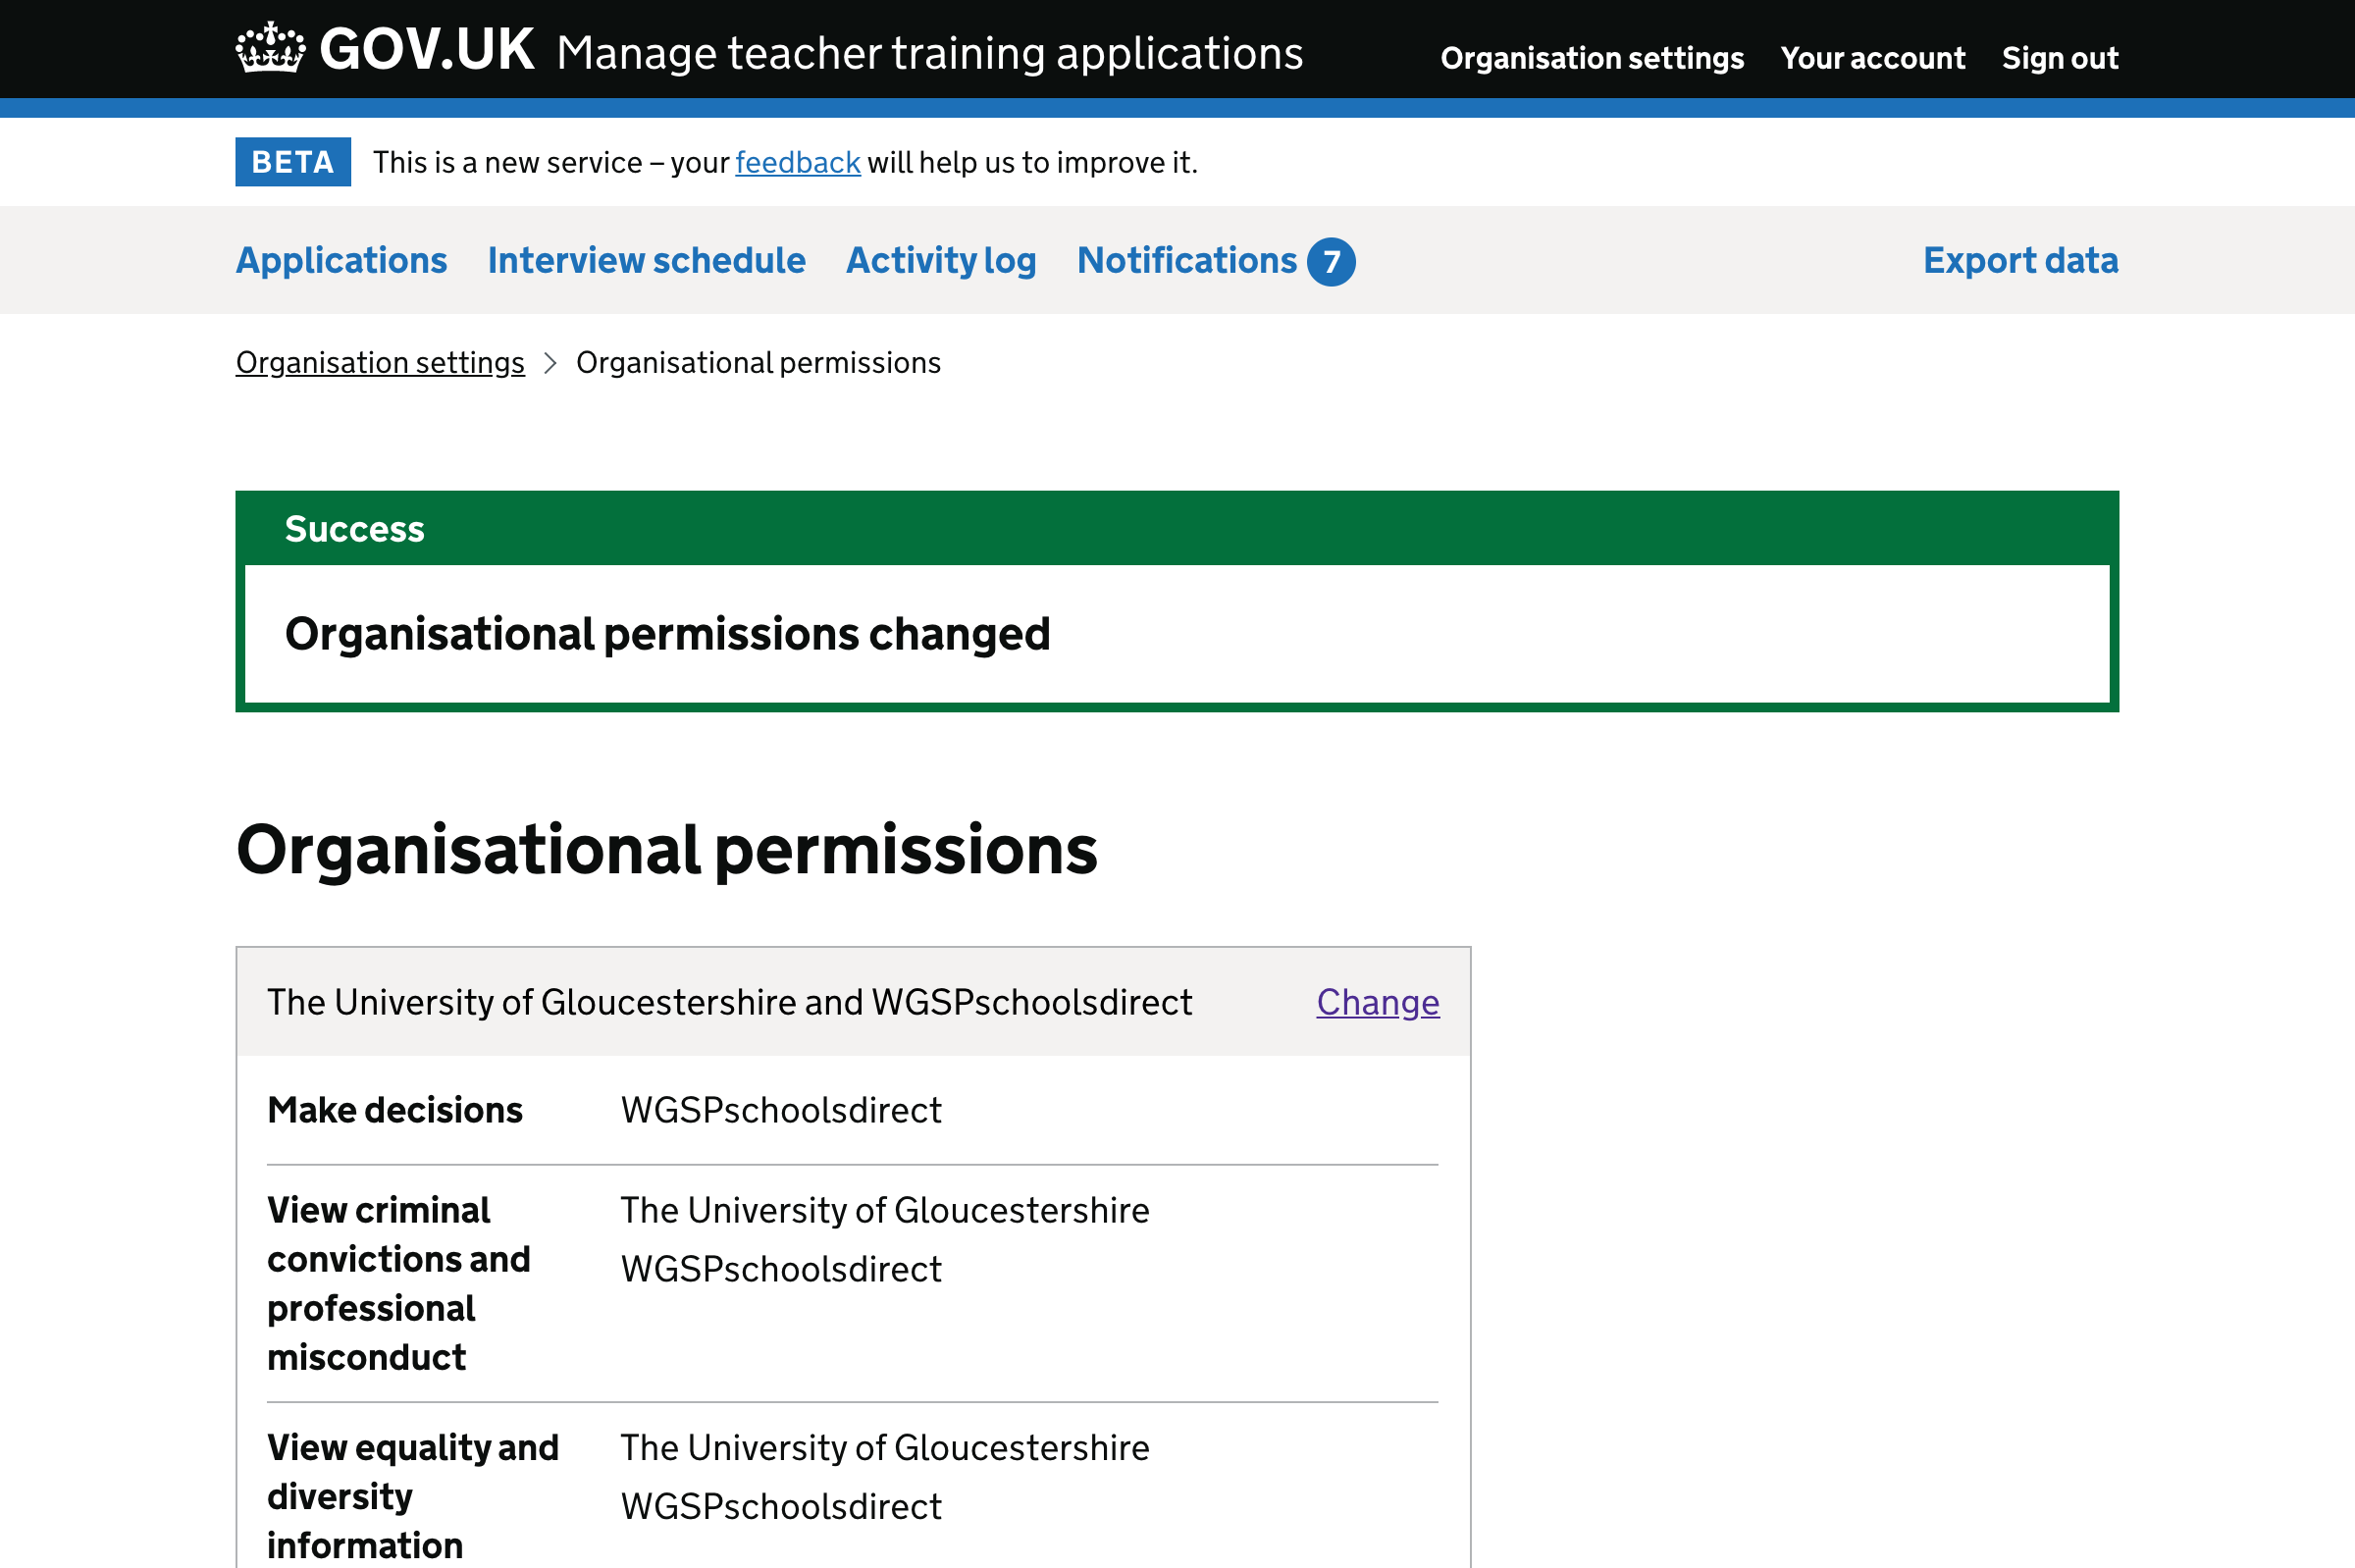 GOV.UK Manage teacher training applications Organisation settings Your account Sign out
BETA This is a new service – your feedback will help us to improve it.
Applications Interview schedule Activity log Notifications 7 Export data
Organisation settings > Organisational permissions
Success
Organisational permissions changed
Organisational permissions
The University of Gloucestershire and WGSPschoolsdirect Change
Make decisions WGSPschoolsdirect
View criminal The University of Gloucestershire
convictions and WGSPschoolsdirect
professional
misconduct
View equality and The University of Gloucestershire
diversity WGSPschoolsdirect
information